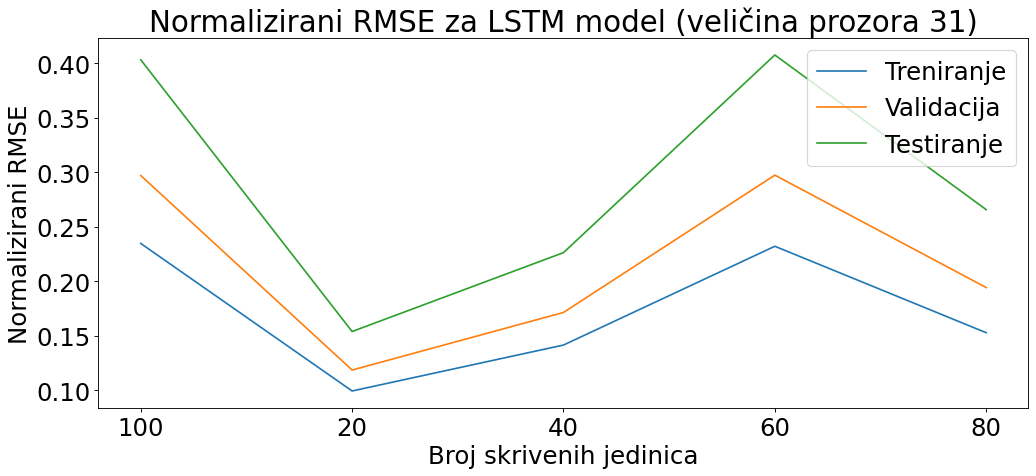 Normalizirani RMSE za LSTM model (veličina prozora 31)
Normalizirani RMSE
0.40
0.35
0.30
0.25
0.20
0.15
0.10
Treniranje
Validacija
Testiranje
100 20 40 60 80
Broj skrivenih jedinica